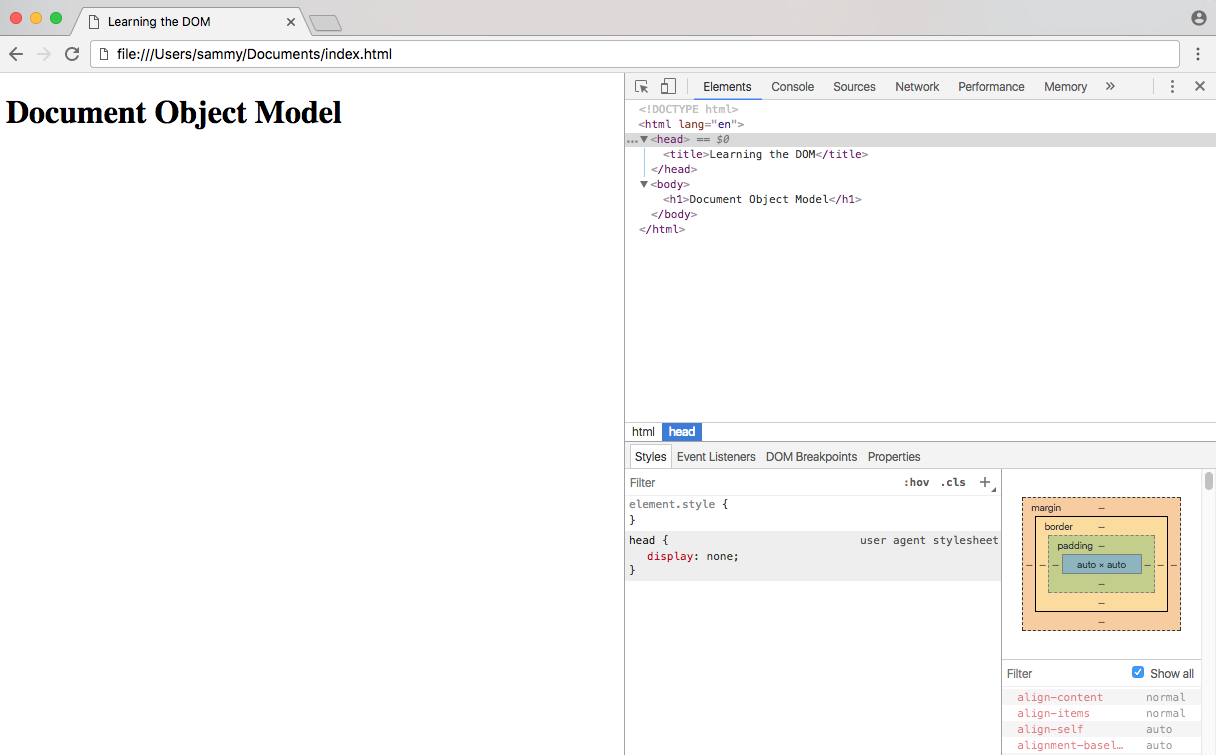 Learning the DOM
file:///Users/sammy/Documents/index.html
Document Object Model
Elements Console Sources Network Performance Memory »
<!DOCTYPE html>
<html lang="en">
…▼<head> == $0
<title>Learning the DOM</title>
</head>
▼<body>
<h1>Document Object Model</h1>
</body>
</html>
html head
Styles Event Listeners DOM Breakpoints Properties
Filter :hov .cls +
element.style {
}
head { user agent stylesheet
display: none;
}
margin –
border –
padding –
– – – auto × auto – – –
–
–
–
Filter Show all
align-content normal
align-items normal
align-self auto
alignment-basel… auto